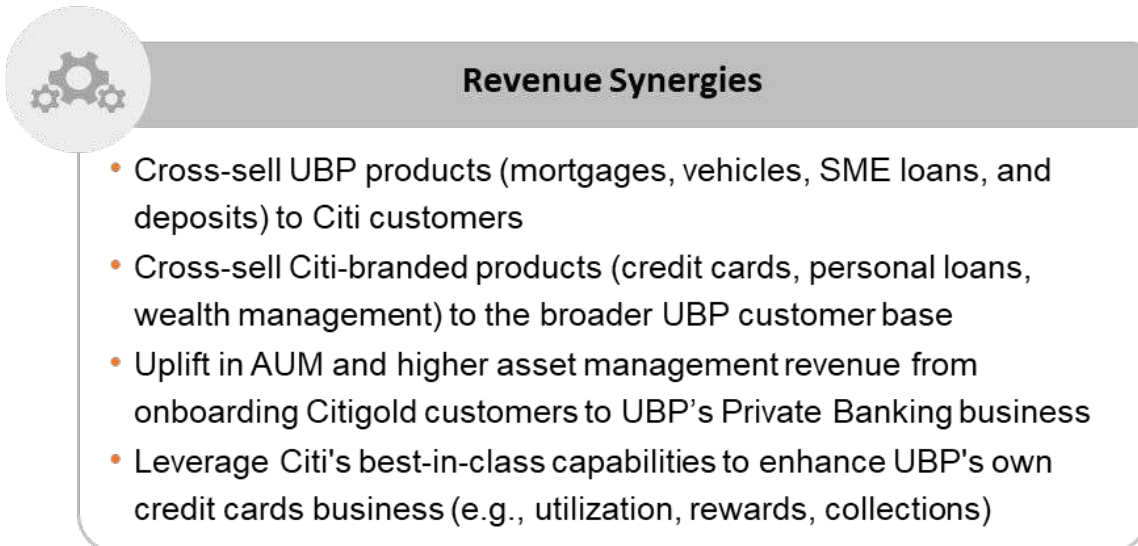 Revenue Synergies
• Cross-sell UBP products (mortgages, vehicles, SME loans, and
deposits) to Citi customers
• Cross-sell Citi-branded products (credit cards, personal loans,
wealth management) to the broader UBP customer base
• Uplift in AUM and higher asset management revenue from
onboarding Citigold customers to UBP’s Private Banking business
• Leverage Citi's best-in-class capabilities to enhance UBP's own
credit cards business (e.g., utilization, rewards, collections)